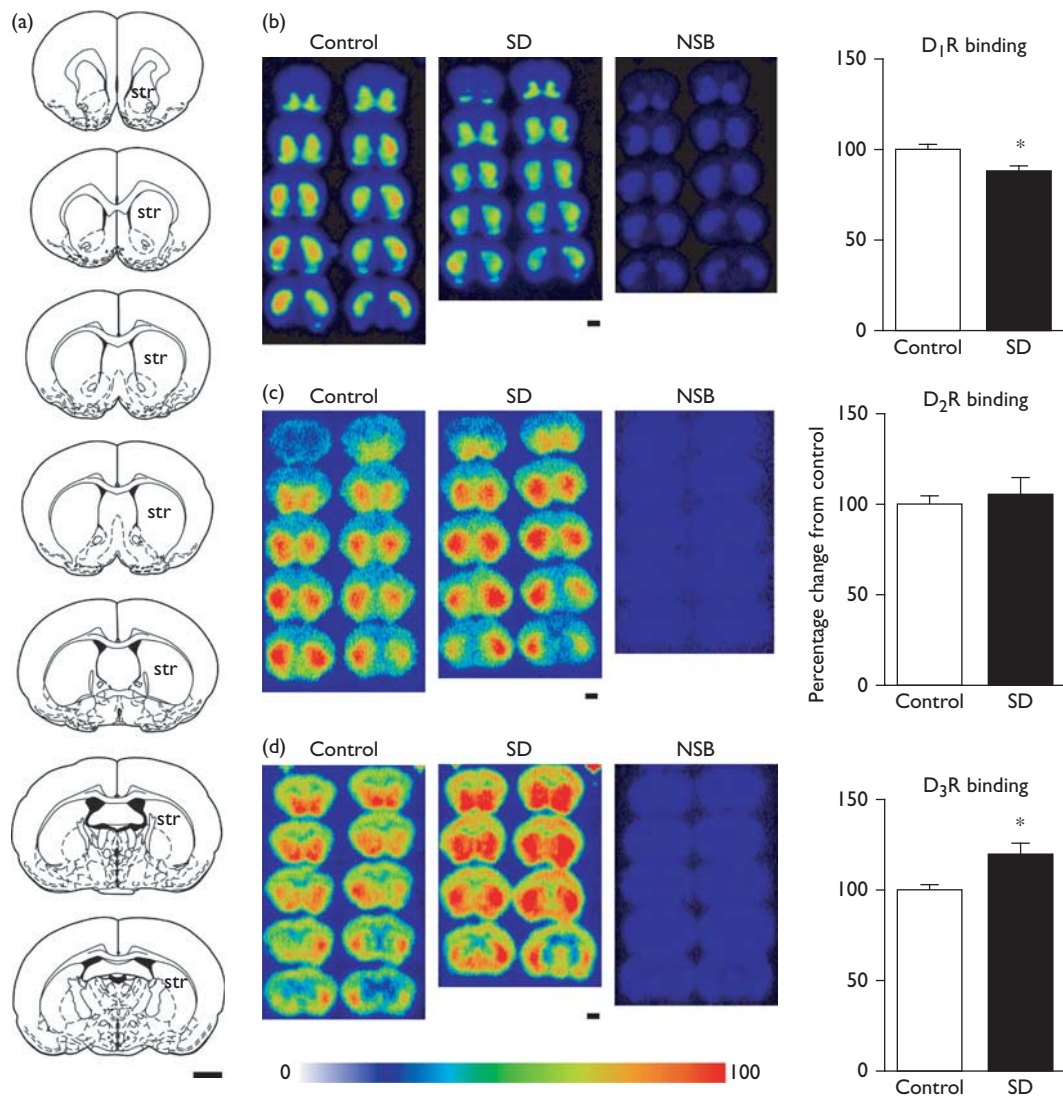 (a)
str
str
str
str
str
str
str
(b)
Control SD NSB
D₁R binding
150
100
50
0
*
Control SD
(c)
Control SD NSB
D₂R binding
150
100
50
0
Percentage change from control
Control SD
(d)
Control SD NSB
D₃R binding
150
100
50
0
*
Control SD
0 100